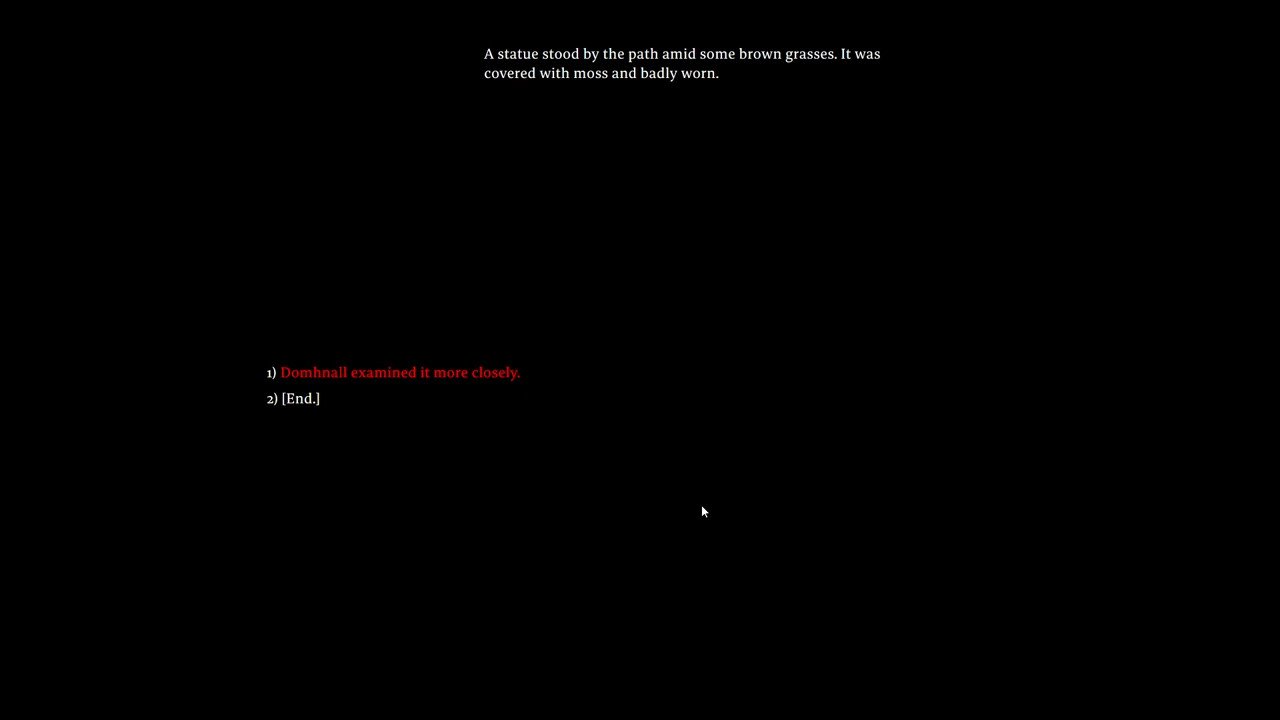 A statue stood by the path amid some brown grasses. It was
covered with moss and badly worn.
1) Domhnall examined it more closely.
2) [End.]